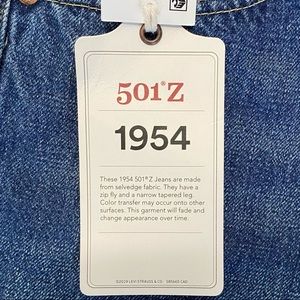 501®Z
1954
These 1954 501®Z Jeans are made
from selvedge fabric. They have a
zip fly and a narrow tapered leg.
Color transfer may occur onto other
surfaces. This garment will fade and
change appearance over time.
LEVI STRAUSS & CO.